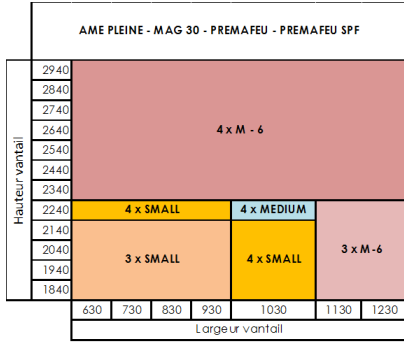 AME PLEINE - MAG 30 - PREMAFEU - PREMAFEU SPF
Hauteur vantail
2940
2840
2740
2640
2540
2440
2340
2240
2140
2040
1940
1840
4 x M - 6
4 x SMALL
4 x MEDIUM
3 x SMALL
4 x SMALL
3 x M-6
630 730 830 930 1030 1130 1230
Largeur vantail